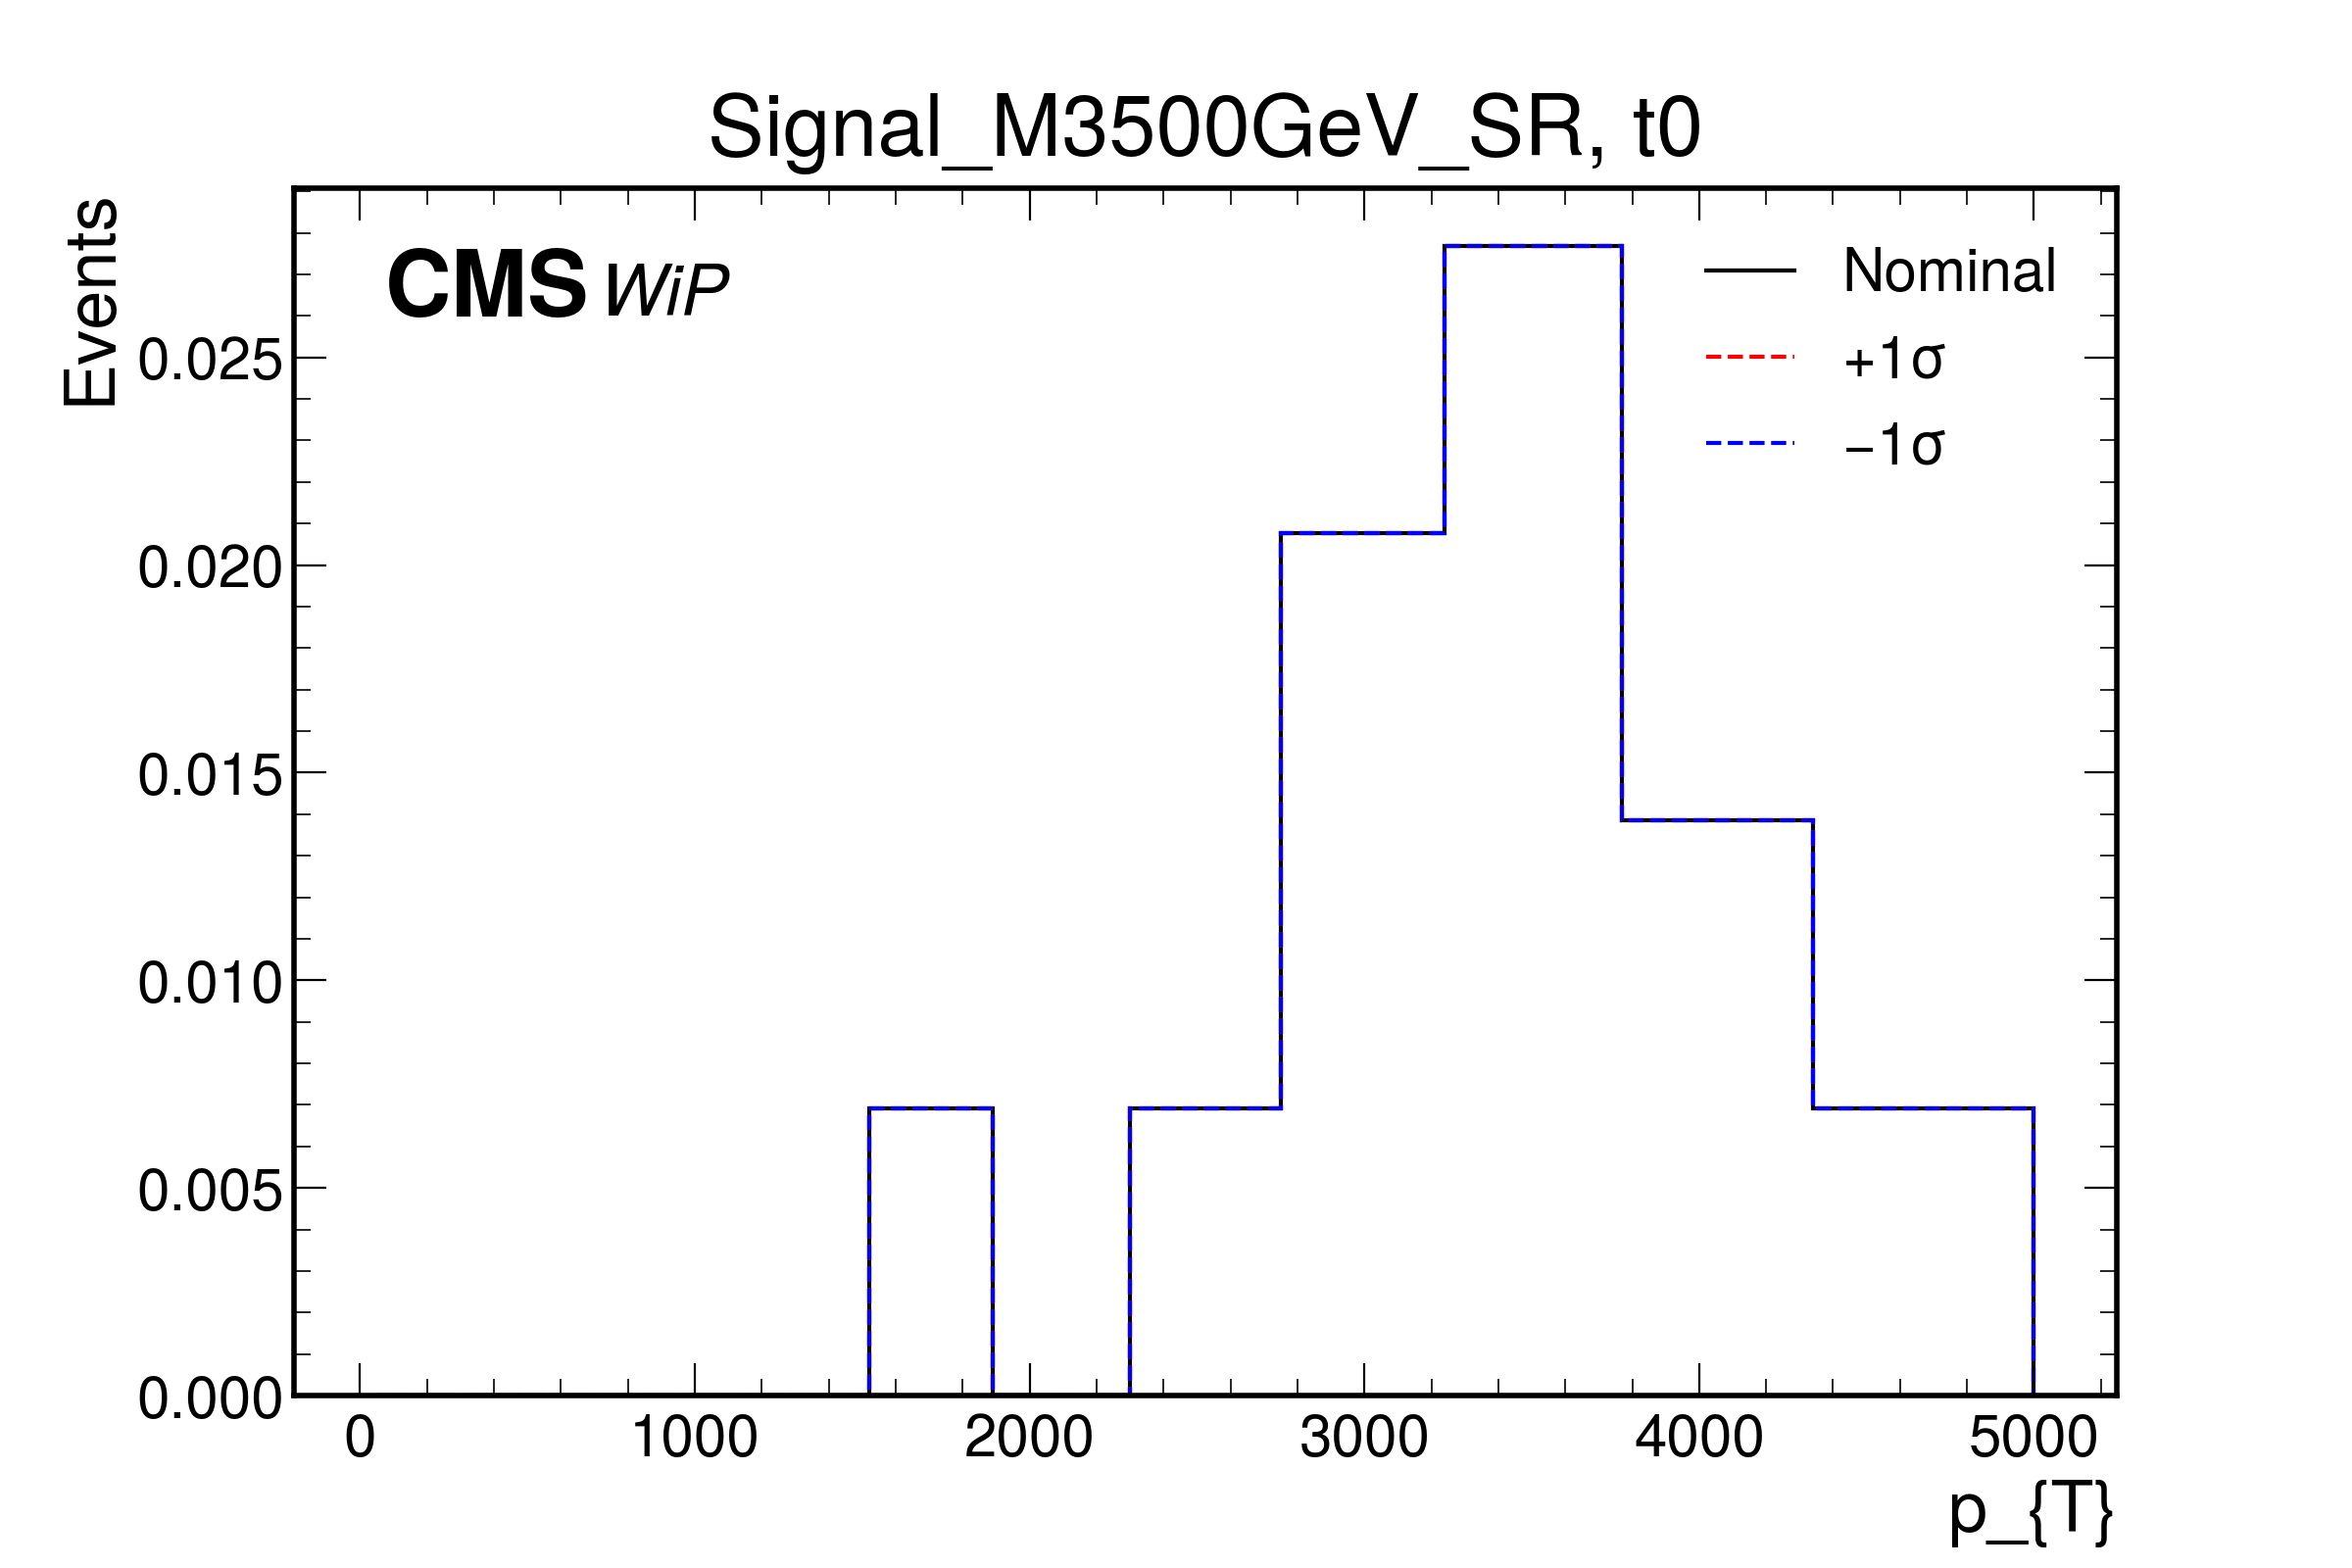 Signal_M3500GeV_SR, t0
Events
CMS WiP
Nominal
+1σ
−1σ
0.025
0.020
0.015
0.010
0.005
0.000
0 1000 2000 3000 4000 5000
p_{T}